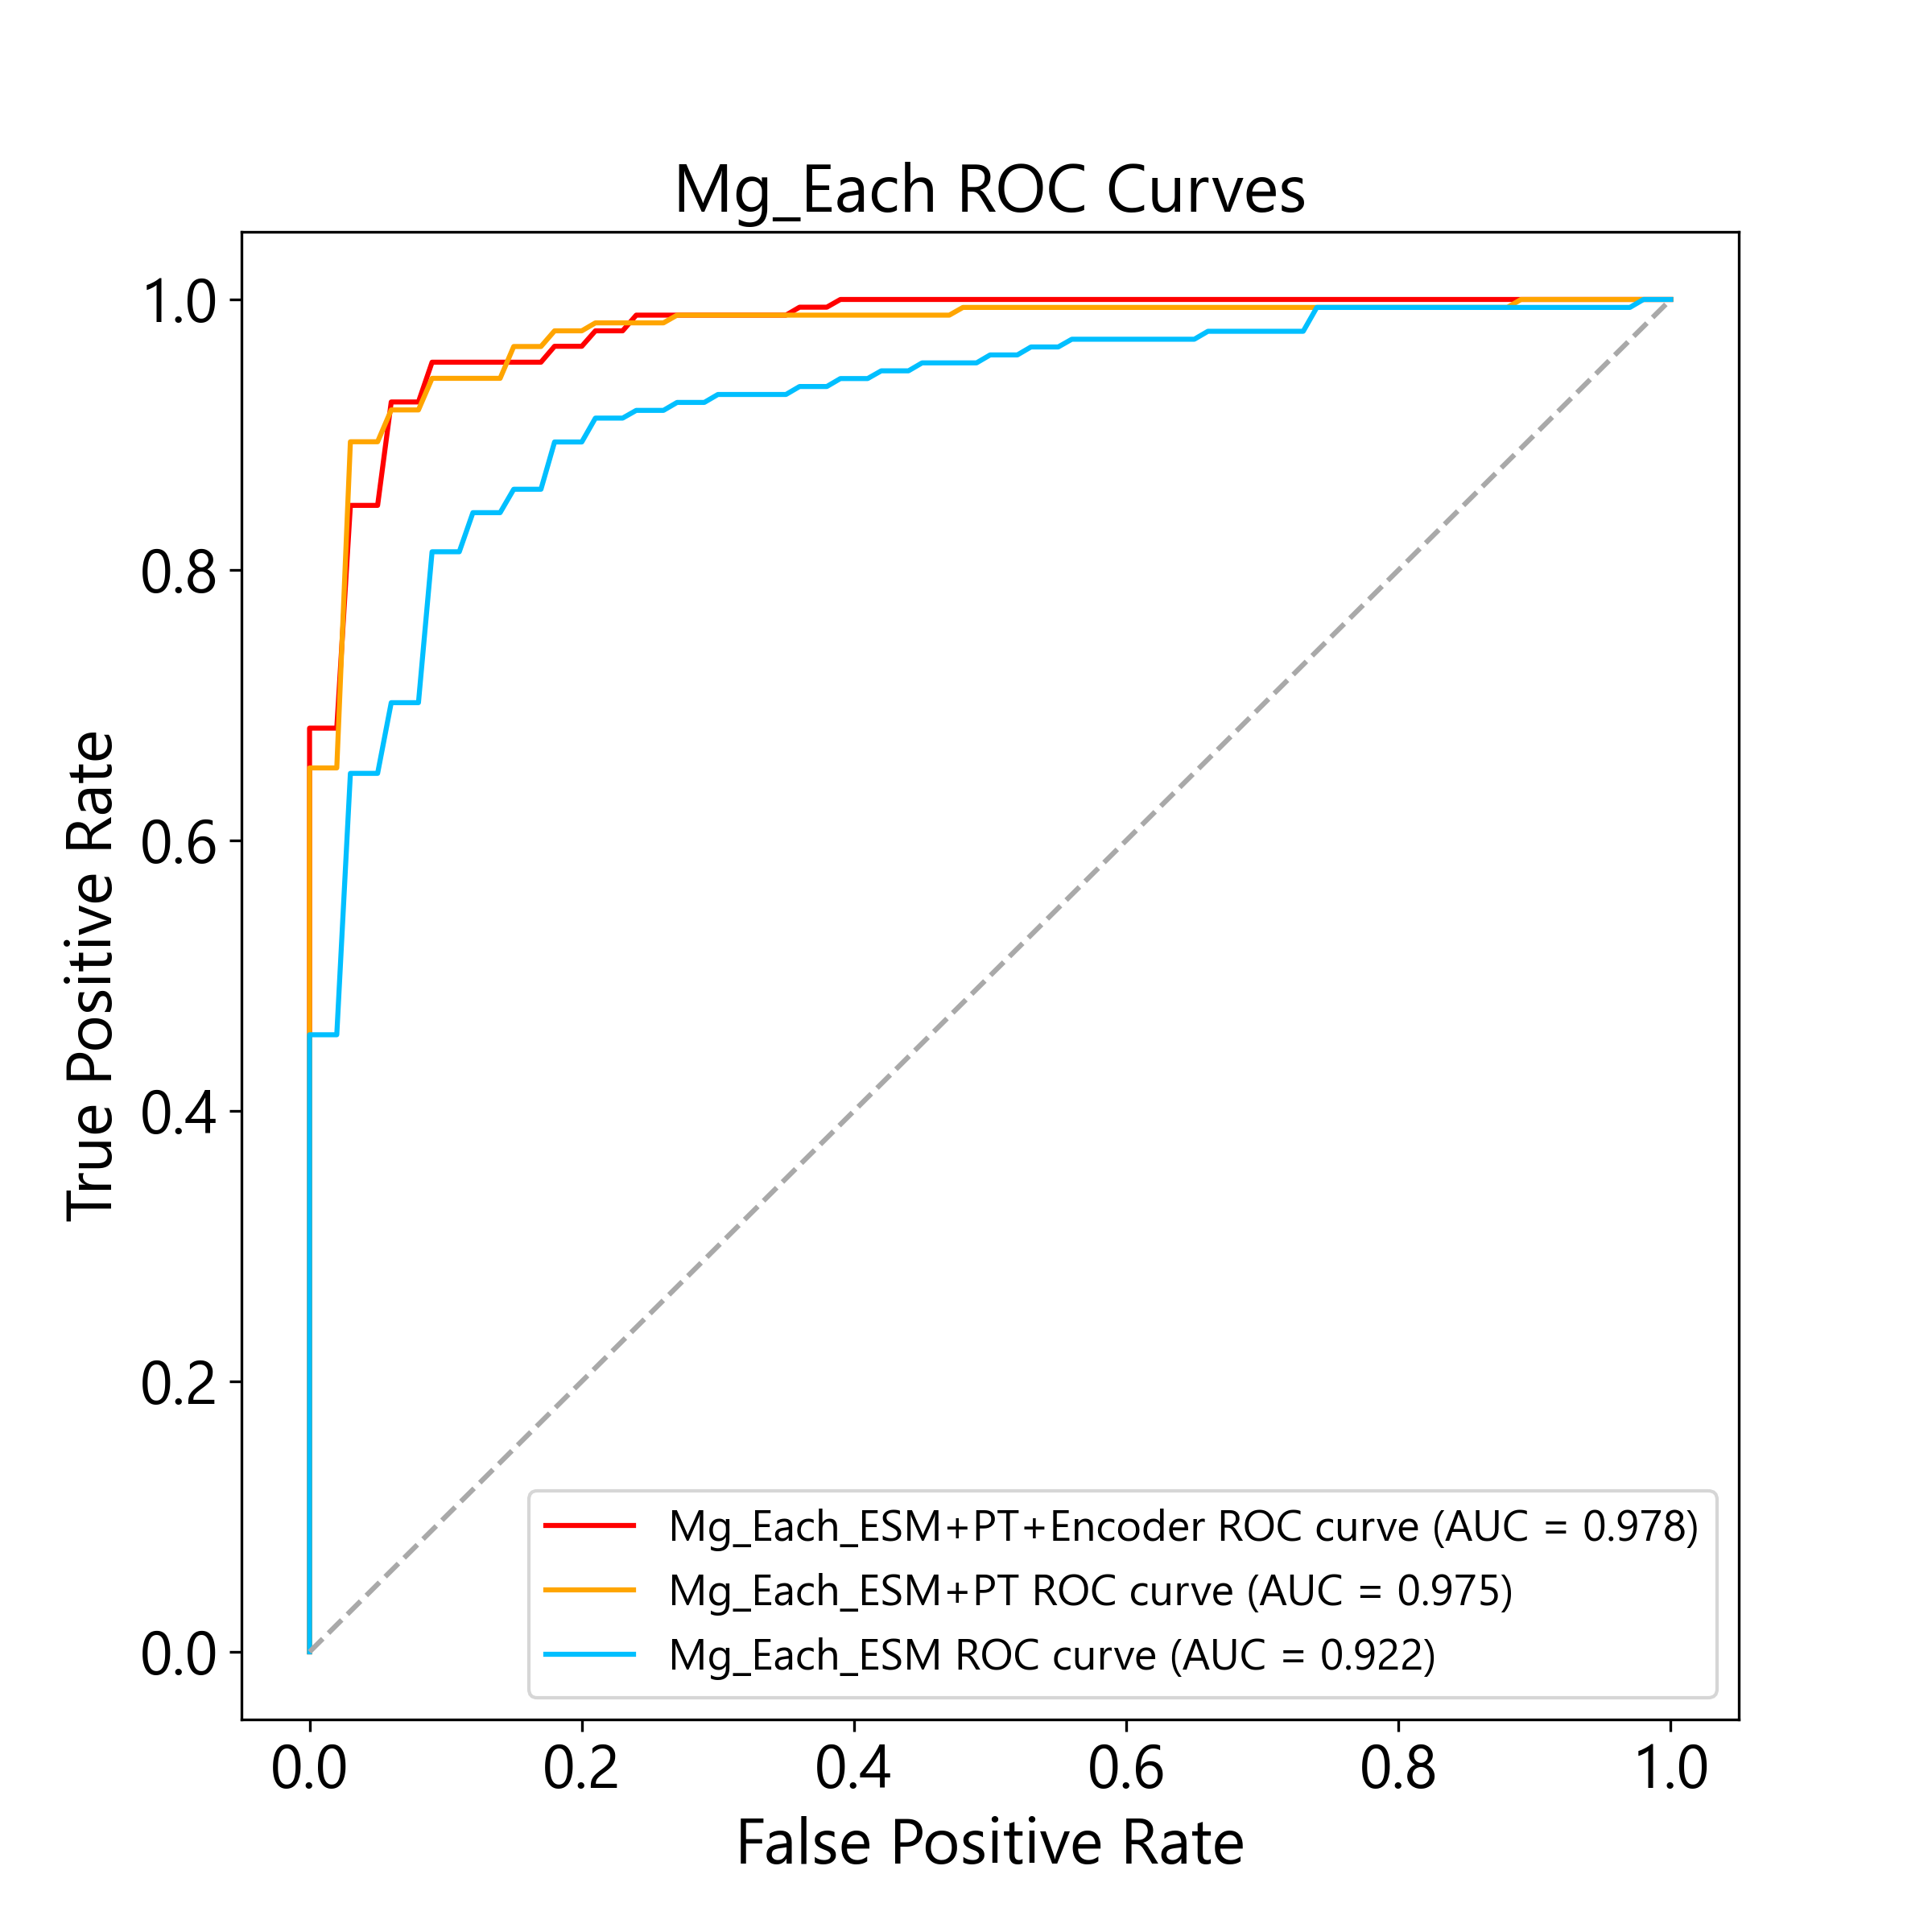 Mg_Each ROC Curves
True Positive Rate
1.0
0.8
0.6
0.4
0.2
0.0
Mg_Each_ESM+PT+Encoder ROC curve (AUC = 0.978)
Mg_Each_ESM+PT ROC curve (AUC = 0.975)
Mg_Each_ESM ROC curve (AUC = 0.922)
0.0 0.2 0.4 0.6 0.8 1.0
False Positive Rate